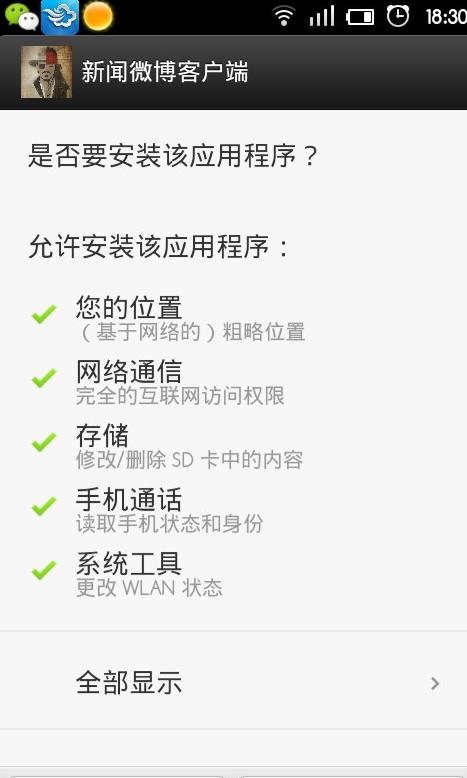 18:30
新闻微博客户端
是否要安装该应用程序？
允许安装该应用程序：
您的位置
（基于网络的）粗略位置
网络通信
完全的互联网访问权限
存储
修改/删除 SD 卡中的内容
手机通话
读取手机状态和身份
系统工具
更改 WLAN 状态
全部显示